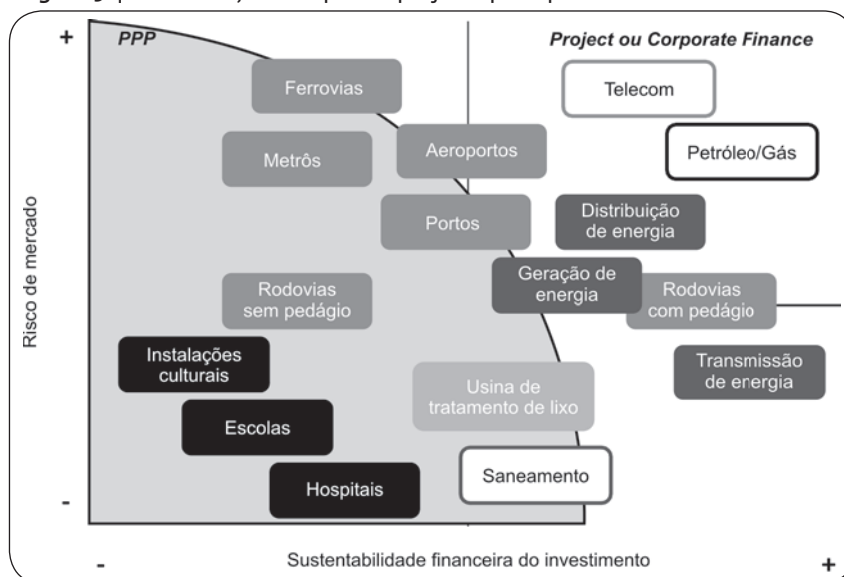 +
PPP
Project ou Corporate Finance
Ferrovias
Telecom
Metrôs
Aeroportos
Petróleo/Gás
Portos
Distribuição
de energia
Geração de
energia
Rodovias
sem pedágio
Rodovias
com pedágio
Risco de mercado
Instalações
culturais
Transmissão
de energia
Usina de
tratamento de lixo
Escolas
Saneamento
Hospitais
-
-
Sustentabilidade financeira do investimento
+